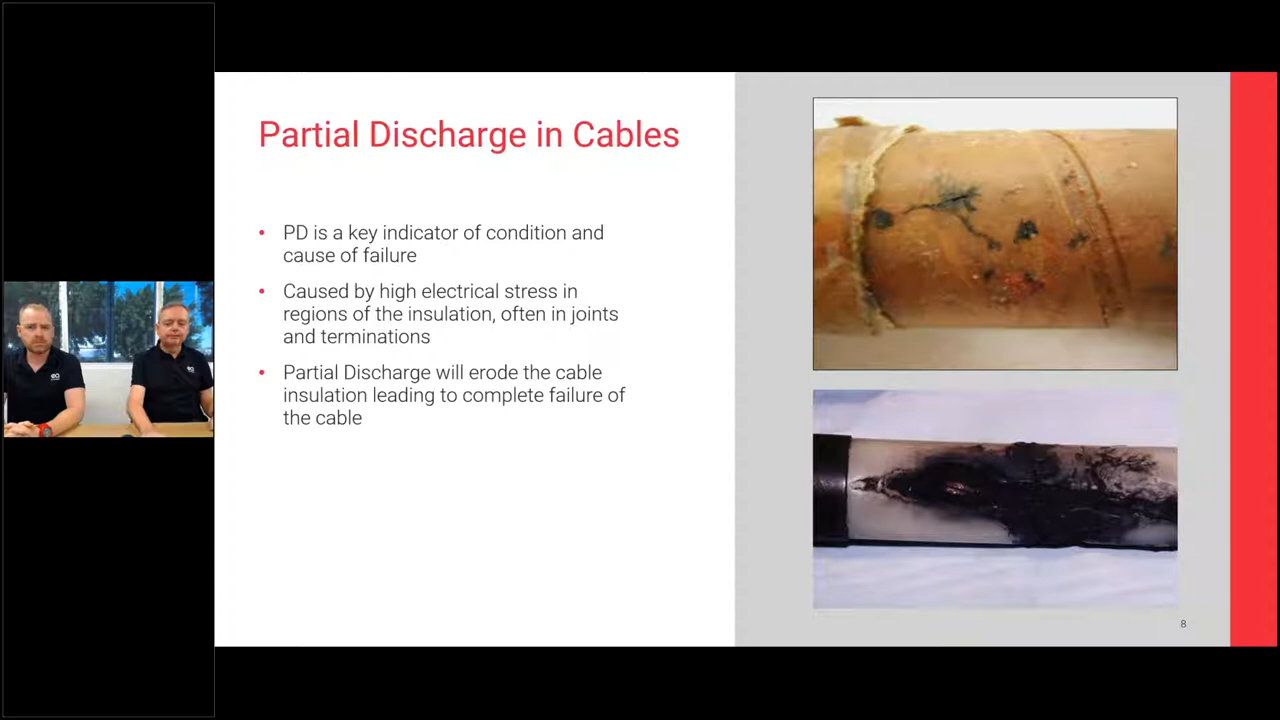 Partial Discharge in Cables
• PD is a key indicator of condition and
cause of failure
• Caused by high electrical stress in
regions of the insulation, often in joints
and terminations
• Partial Discharge will erode the cable
insulation leading to complete failure of
the cable
8